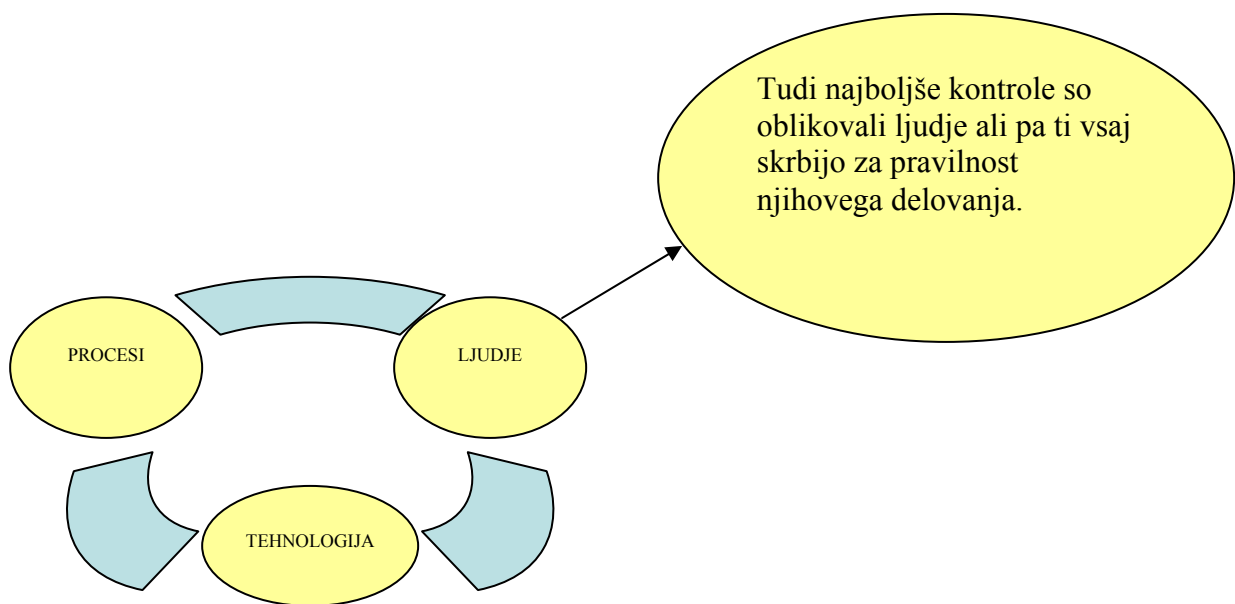 Tudi najboljše kontrole so
oblikovali ljudje ali pa ti vsaj
skrbijo za pravilnost
njihovega delovanja.
PROCESI
LJUDJE
TEHNOLOGIJA